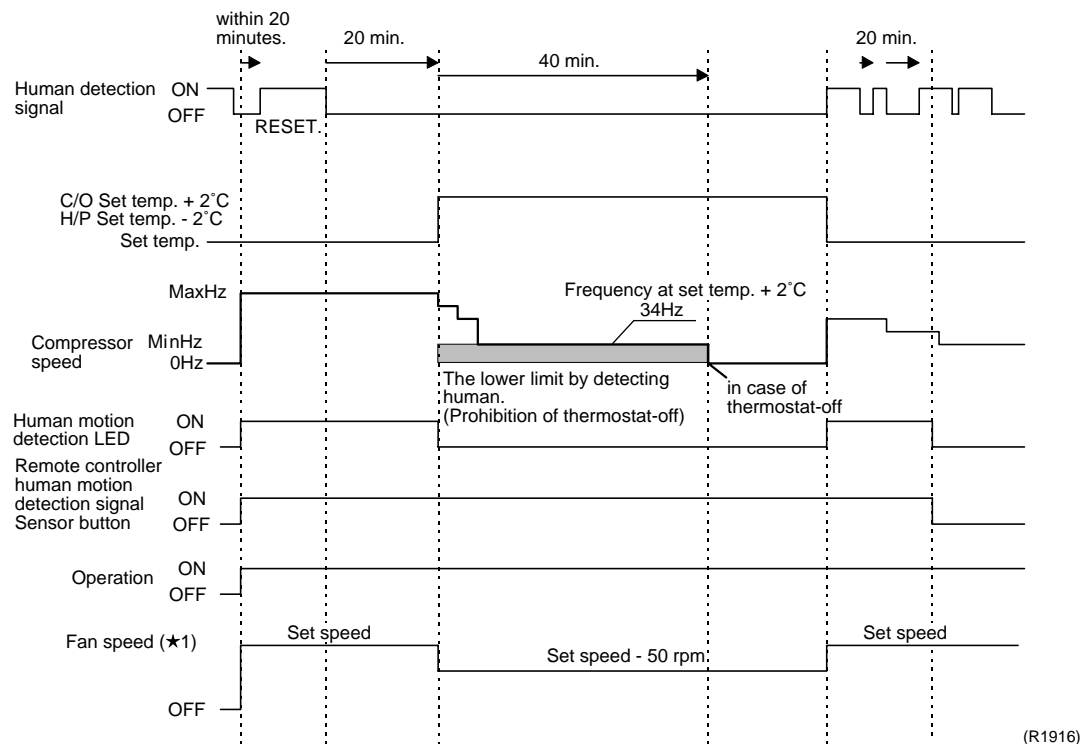 within 20
minutes.
20 min.
40 min.
20 min.
Human detection
signal
ON
OFF
RESET.
C/O Set temp. + 2°C
H/P Set temp. - 2°C
Set temp.
MaxHz
Frequency at set temp. + 2°C
34Hz
Compressor
speed
MinHz
0Hz
The lower limit by detecting
human.
(Prohibition of thermostat-off)
in case of
thermostat-off
Human motion
detection LED
ON
OFF
Remote controller
human motion
detection signal
Sensor button
ON
OFF
Operation
ON
OFF
Fan speed (★1)
Set speed
Set speed - 50 rpm
Set speed
OFF
(R1916)